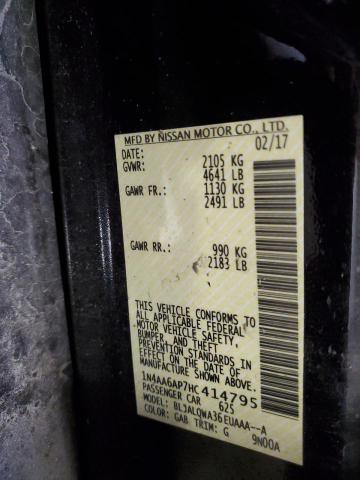 MFD BY NISSAN MOTOR CO., LTD.
DATE: 02/17
GVWR: 2105 KG
4641 LB
GAWR FR.: 1130 KG
2491 LB
GAWR RR.: 990 KG
2183 LB
THIS VEHICLE CONFORMS TO
ALL APPLICABLE FEDERAL
MOTOR VEHICLE SAFETY,
BUMPER, AND THEFT
PREVENTION STANDARDS IN
EFFECT ON THE DATE OF
MANUFACTURE SHOWN ABOVE.
1N4AA6AP7HC414795
PASSENGER CAR 62S
MODEL: BLJALQWA36EUAAA--A
COLOR: GAB TRIM: G 9N00A